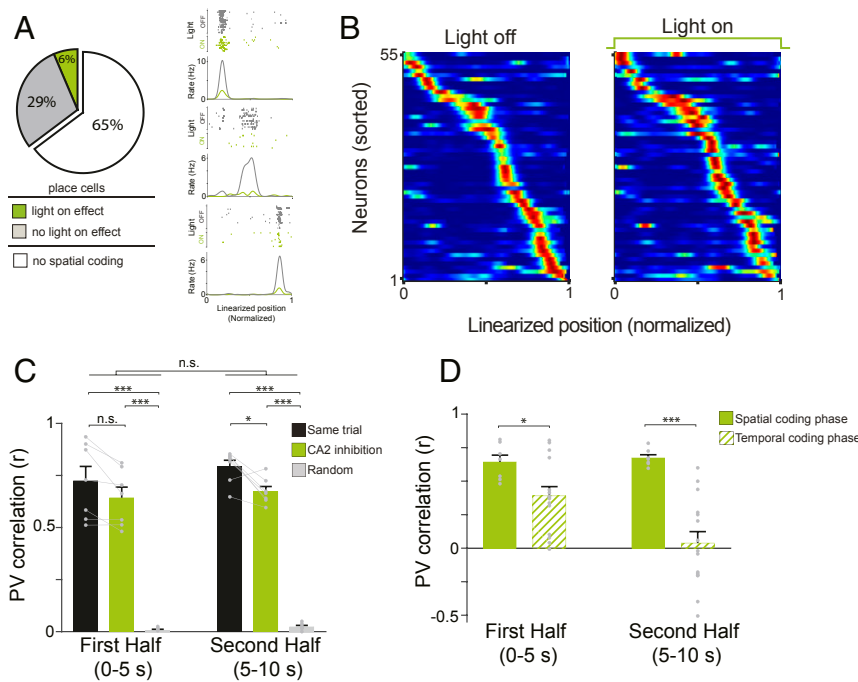 A
6%
29%
65%
place cells
light on effect
no light on effect
no spatial coding
Light
OFF
ON
10
Rate (Hz)
5
0
Light
OFF
ON
6
Rate (Hz)
3
0
Light
OFF
ON
6
Rate (Hz)
3
0
0
1
Linearized position
(Normalized)
B
Light off
Light on
55
Neurons (sorted)
1
0
1
0
1
Linearized position (normalized)
C
n.s.
***
***
***
***
n.s.
*
1
Same trial
CA2 inhibition
Random
PV correlation (r)
0.5
0
First Half
(0-5 s)
Second Half
(5-10 s)
D
1
*
***
Spatial coding phase
Temporal coding phase
PV correlation (r)
0.5
0
-0.5
First Half
(0-5 s)
Second Half
(5-10 s)